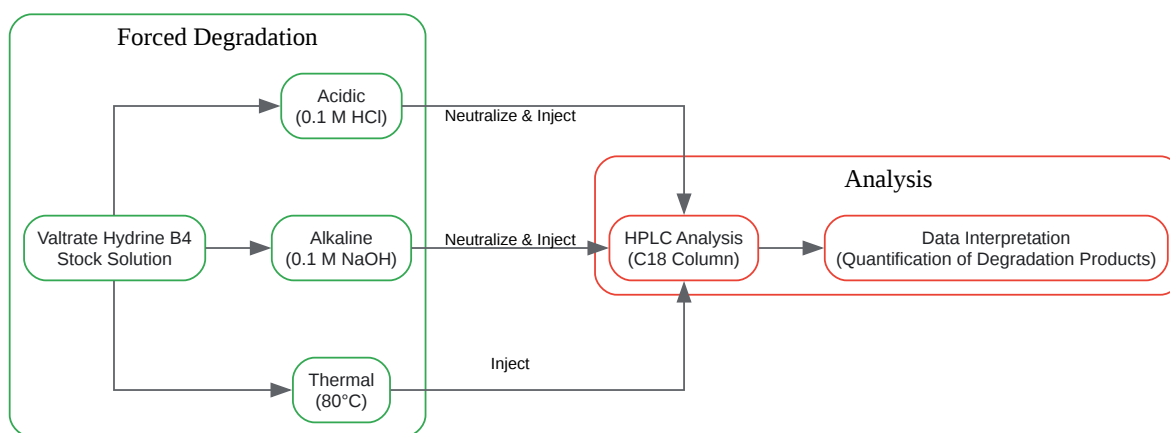 Forced Degradation
Acidic
(0.1 M HCl)
Neutralize & Inject
Analysis
Valtrate Hydrine B4
Stock Solution
Alkaline
(0.1 M NaOH)
Neutralize & Inject
HPLC Analysis
(C18 Column)
Data Interpretation
(Quantification of Degradation Products)
Inject
Thermal
(80°C)